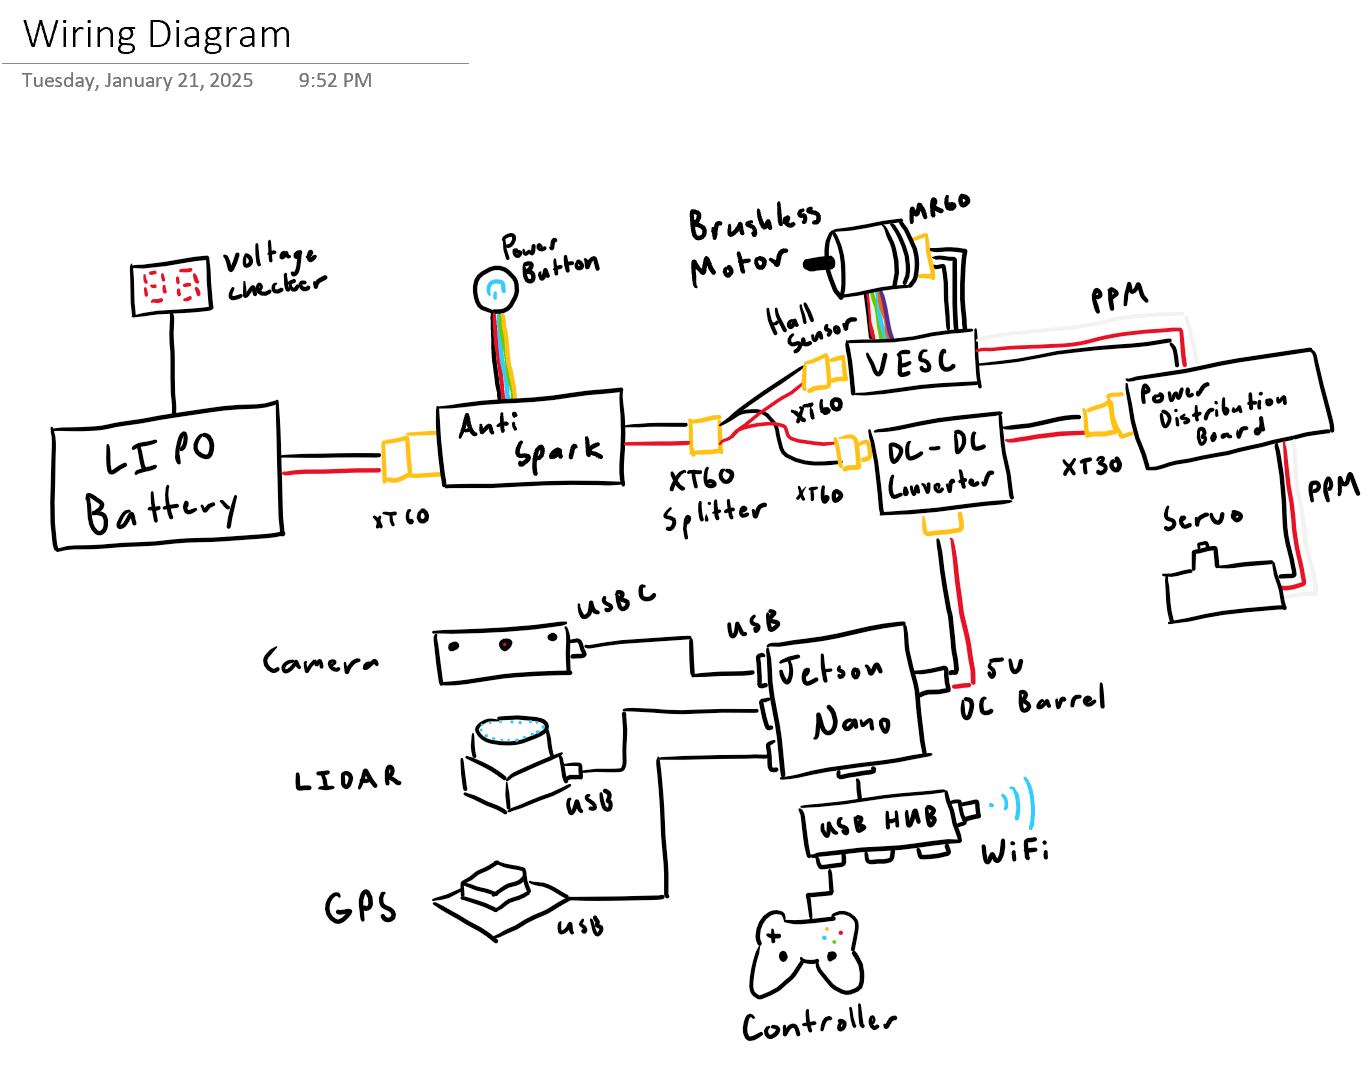 Wiring Diagram
Tuesday, January 21, 2025 9:52 PM
Voltage
checker
Power
Button
Brushless
Motor
MR60
Hall
Sensor
PPM
LIPO
Battery
XT60
Anti
Spark
XT60
Splitter
XT60
VESC
XT60
DC-DC
Converter
XT30
Power
Distribution
Board
PPM
Servo
Camera
USB C
USB
Jetson
Nano
5V
DC Barrel
LIDAR
USB
USB HUB
WiFi
GPS
USB
Controller